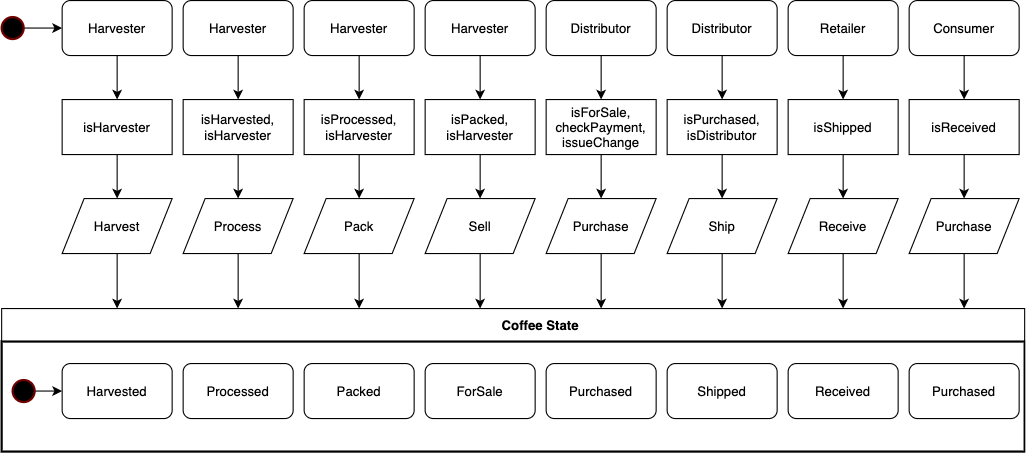 Harvester
Harvester
Harvester
Harvester
Distributor
Distributor
Retailer
Consumer
isHarvester
isHarvested,
isHarvester
isProcessed,
isHarvester
isPacked,
isHarvester
isForSale,
checkPayment,
issueChange
isPurchased,
isDistributor
isShipped
isReceived
Harvest
Process
Pack
Sell
Purchase
Ship
Receive
Purchase
Coffee State
Harvested
Processed
Packed
ForSale
Purchased
Shipped
Received
Purchased